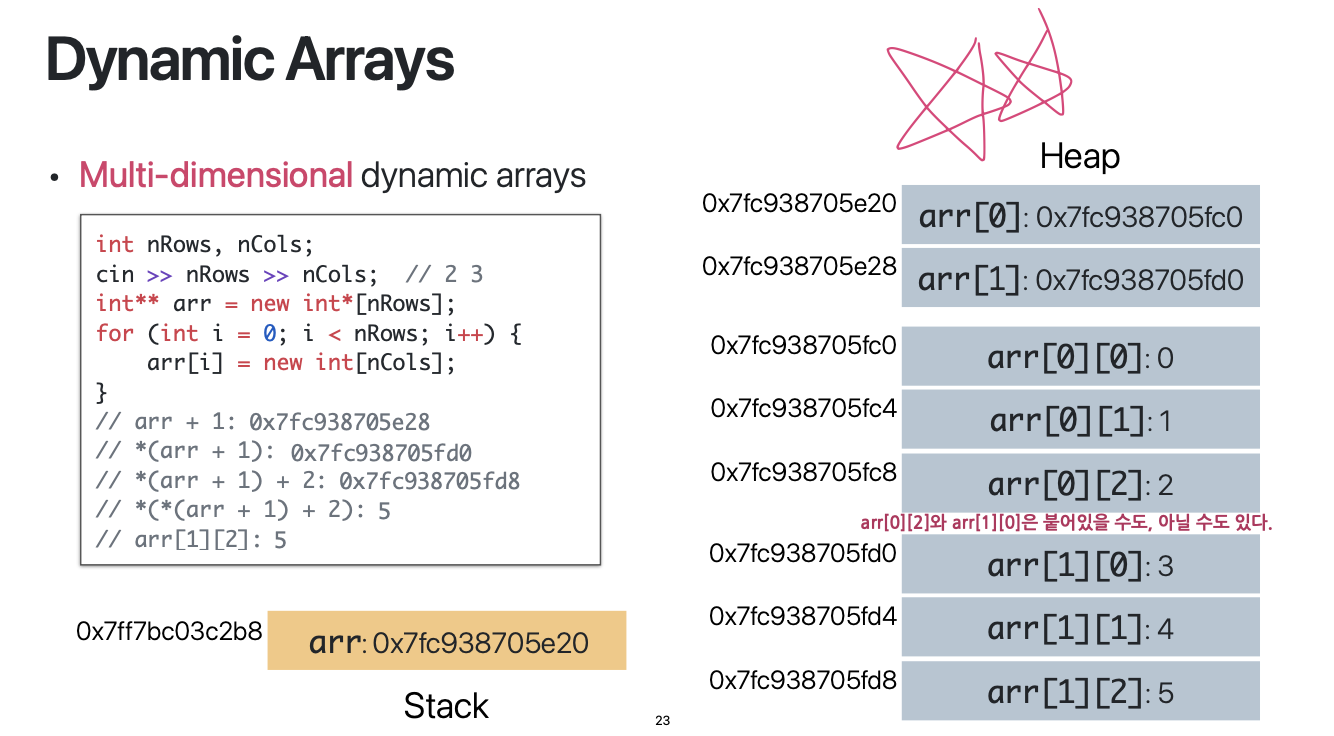 Dynamic Arrays
• Multi-dimensional dynamic arrays
int nRows, nCols;
cin >> nRows >> nCols;  // 2 3
int** arr = new int*[nRows];
for (int i = 0; i < nRows; i++) {
    arr[i] = new int[nCols];
}
// arr + 1: 0x7fc938705e28
// *(arr + 1): 0x7fc938705fd0
// *(arr + 1) + 2: 0x7fc938705fd8
// *(*(arr + 1) + 2): 5
// arr[1][2]: 5
0x7ff7bc03c2b8 arr: 0x7fc938705e20
Stack
Heap
0x7fc938705e20 arr[0]: 0x7fc938705fc0
0x7fc938705e28 arr[1]: 0x7fc938705fd0
0x7fc938705fc0 arr[0][0]: 0
0x7fc938705fc4 arr[0][1]: 1
0x7fc938705fc8 arr[0][2]: 2
arr[0][2]와 arr[1][0]은 붙어있을 수도, 아닐 수도 있다.
0x7fc938705fd0 arr[1][0]: 3
0x7fc938705fd4 arr[1][1]: 4
0x7fc938705fd8 arr[1][2]: 5
23